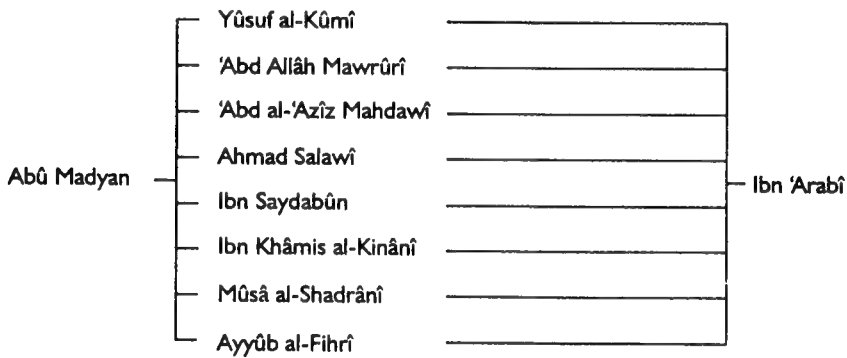 Yûsuf al-Kûmî
‘Abd Allâh Mawrûrî
‘Abd al-‘Azîz Mahdawî
Ahmad Salawî
Abû Madyan
Ibn ‘Arabî
Ibn Saydabûn
Ibn Khâmis al-Kinânî
Mûsâ al-Shadrânî
Ayyûb al-Fihrî